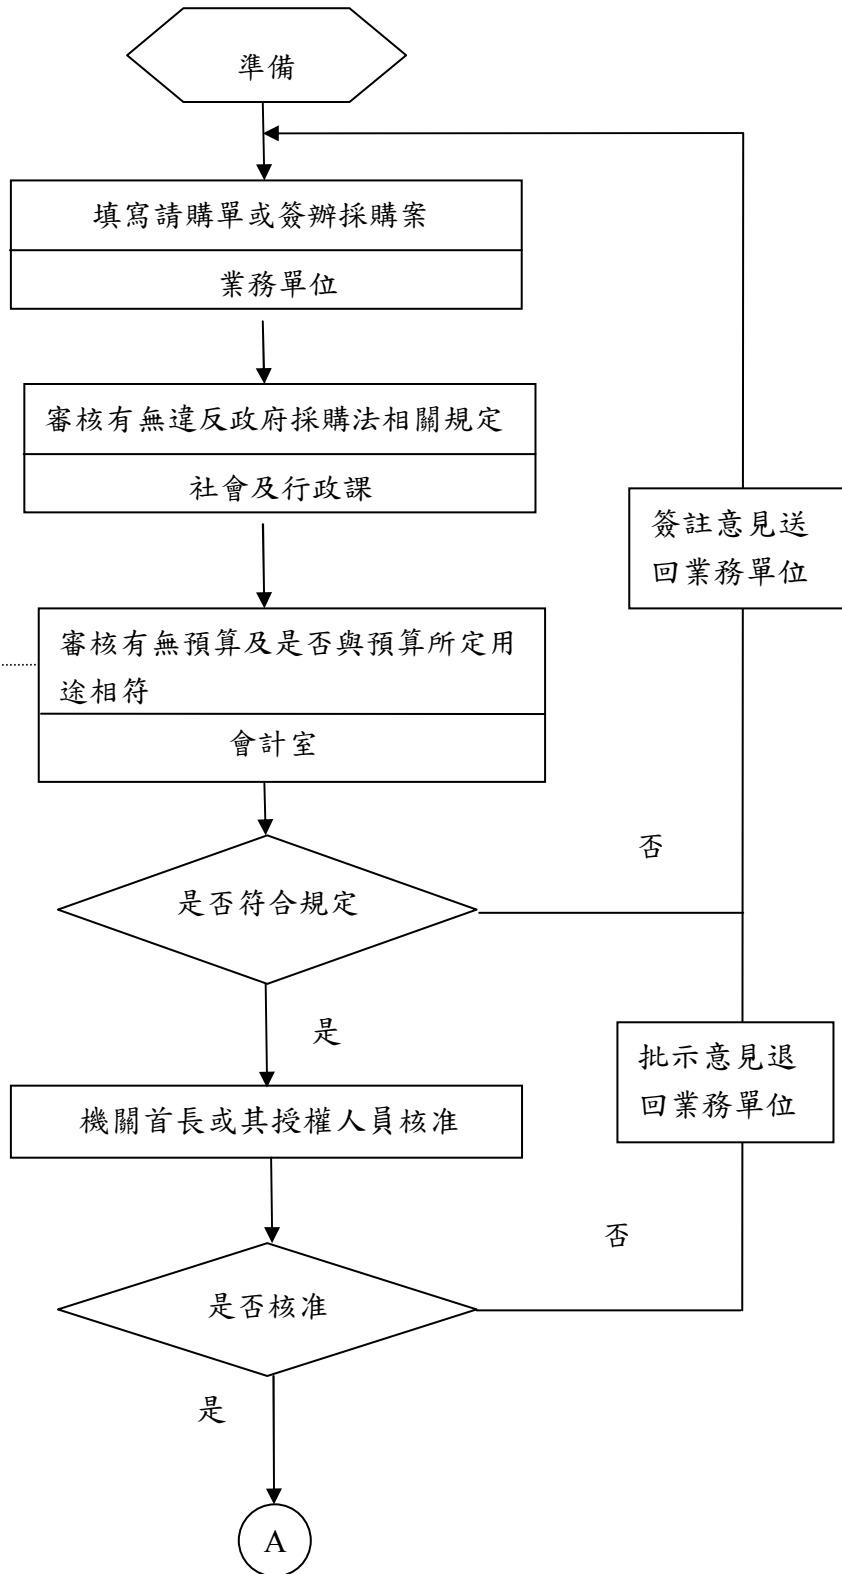 準備
填寫請購單或簽辦採購案
業務單位
審核有無違反政府採購法相關規定
社會及行政課
簽註意見送
回業務單位
審核有無預算及是否與預算所定用
途相符
會計室
否
是否符合規定
是
批示意見退
回業務單位
機關首長或其授權人員核准
否
是否核准
是
A